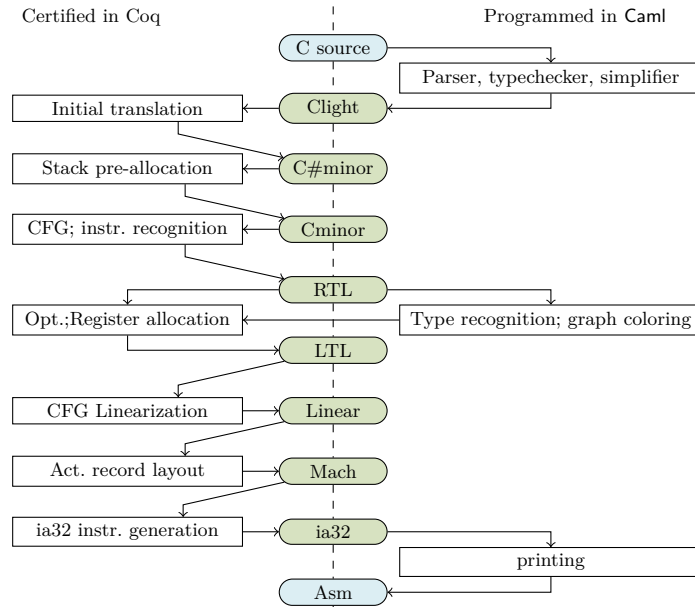 Certified in Coq
Programmed in Caml
C source
Parser, typechecker, simplifier
Initial translation
Clight
Stack pre-allocation
C#minor
CFG; instr. recognition
Cminor
RTL
Opt.;Register allocation
Type recognition; graph coloring
LTL
CFG Linearization
Linear
Act. record layout
Mach
ia32 instr. generation
ia32
printing
Asm